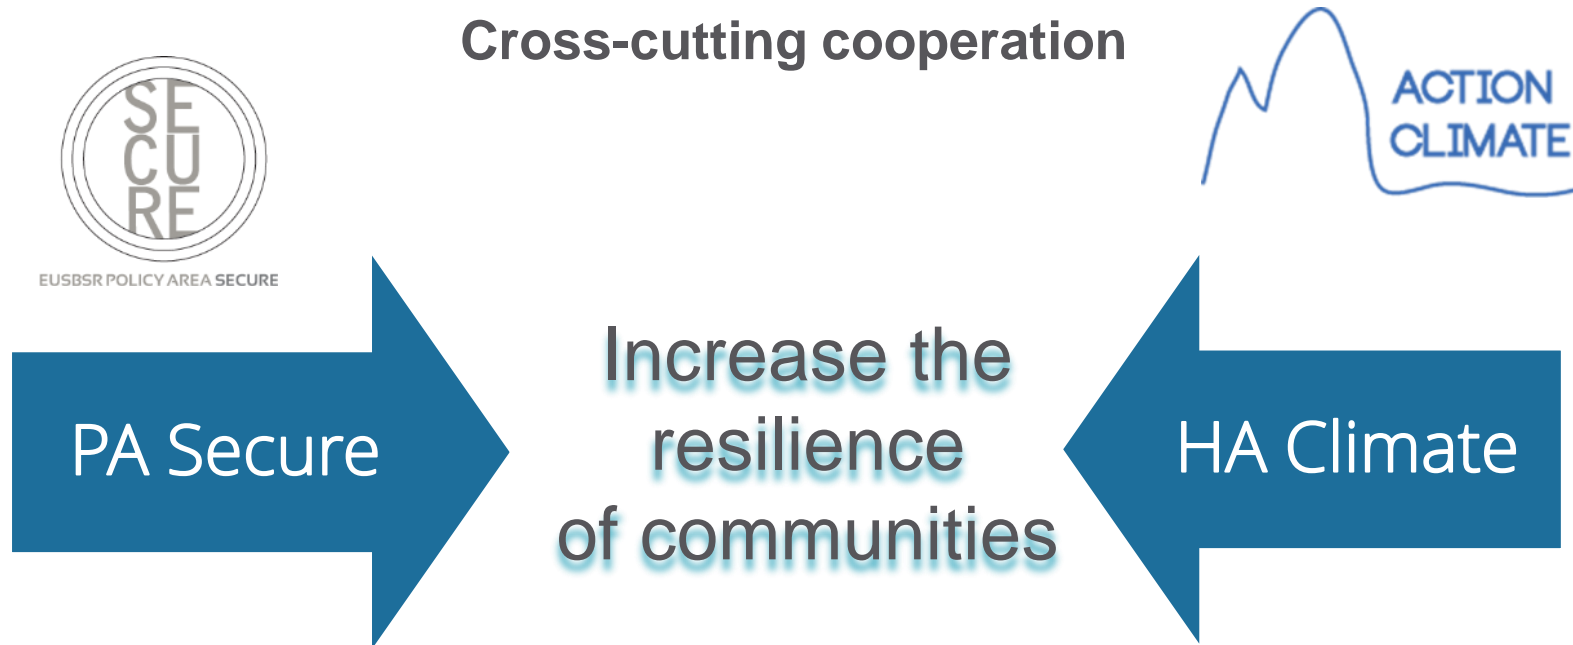 Cross-cutting cooperation
SE
CU
RE
EUSBSR POLICY AREA SECURE
ACTION
CLIMATE
PA Secure
Increase the
resilience
of communities
HA Climate